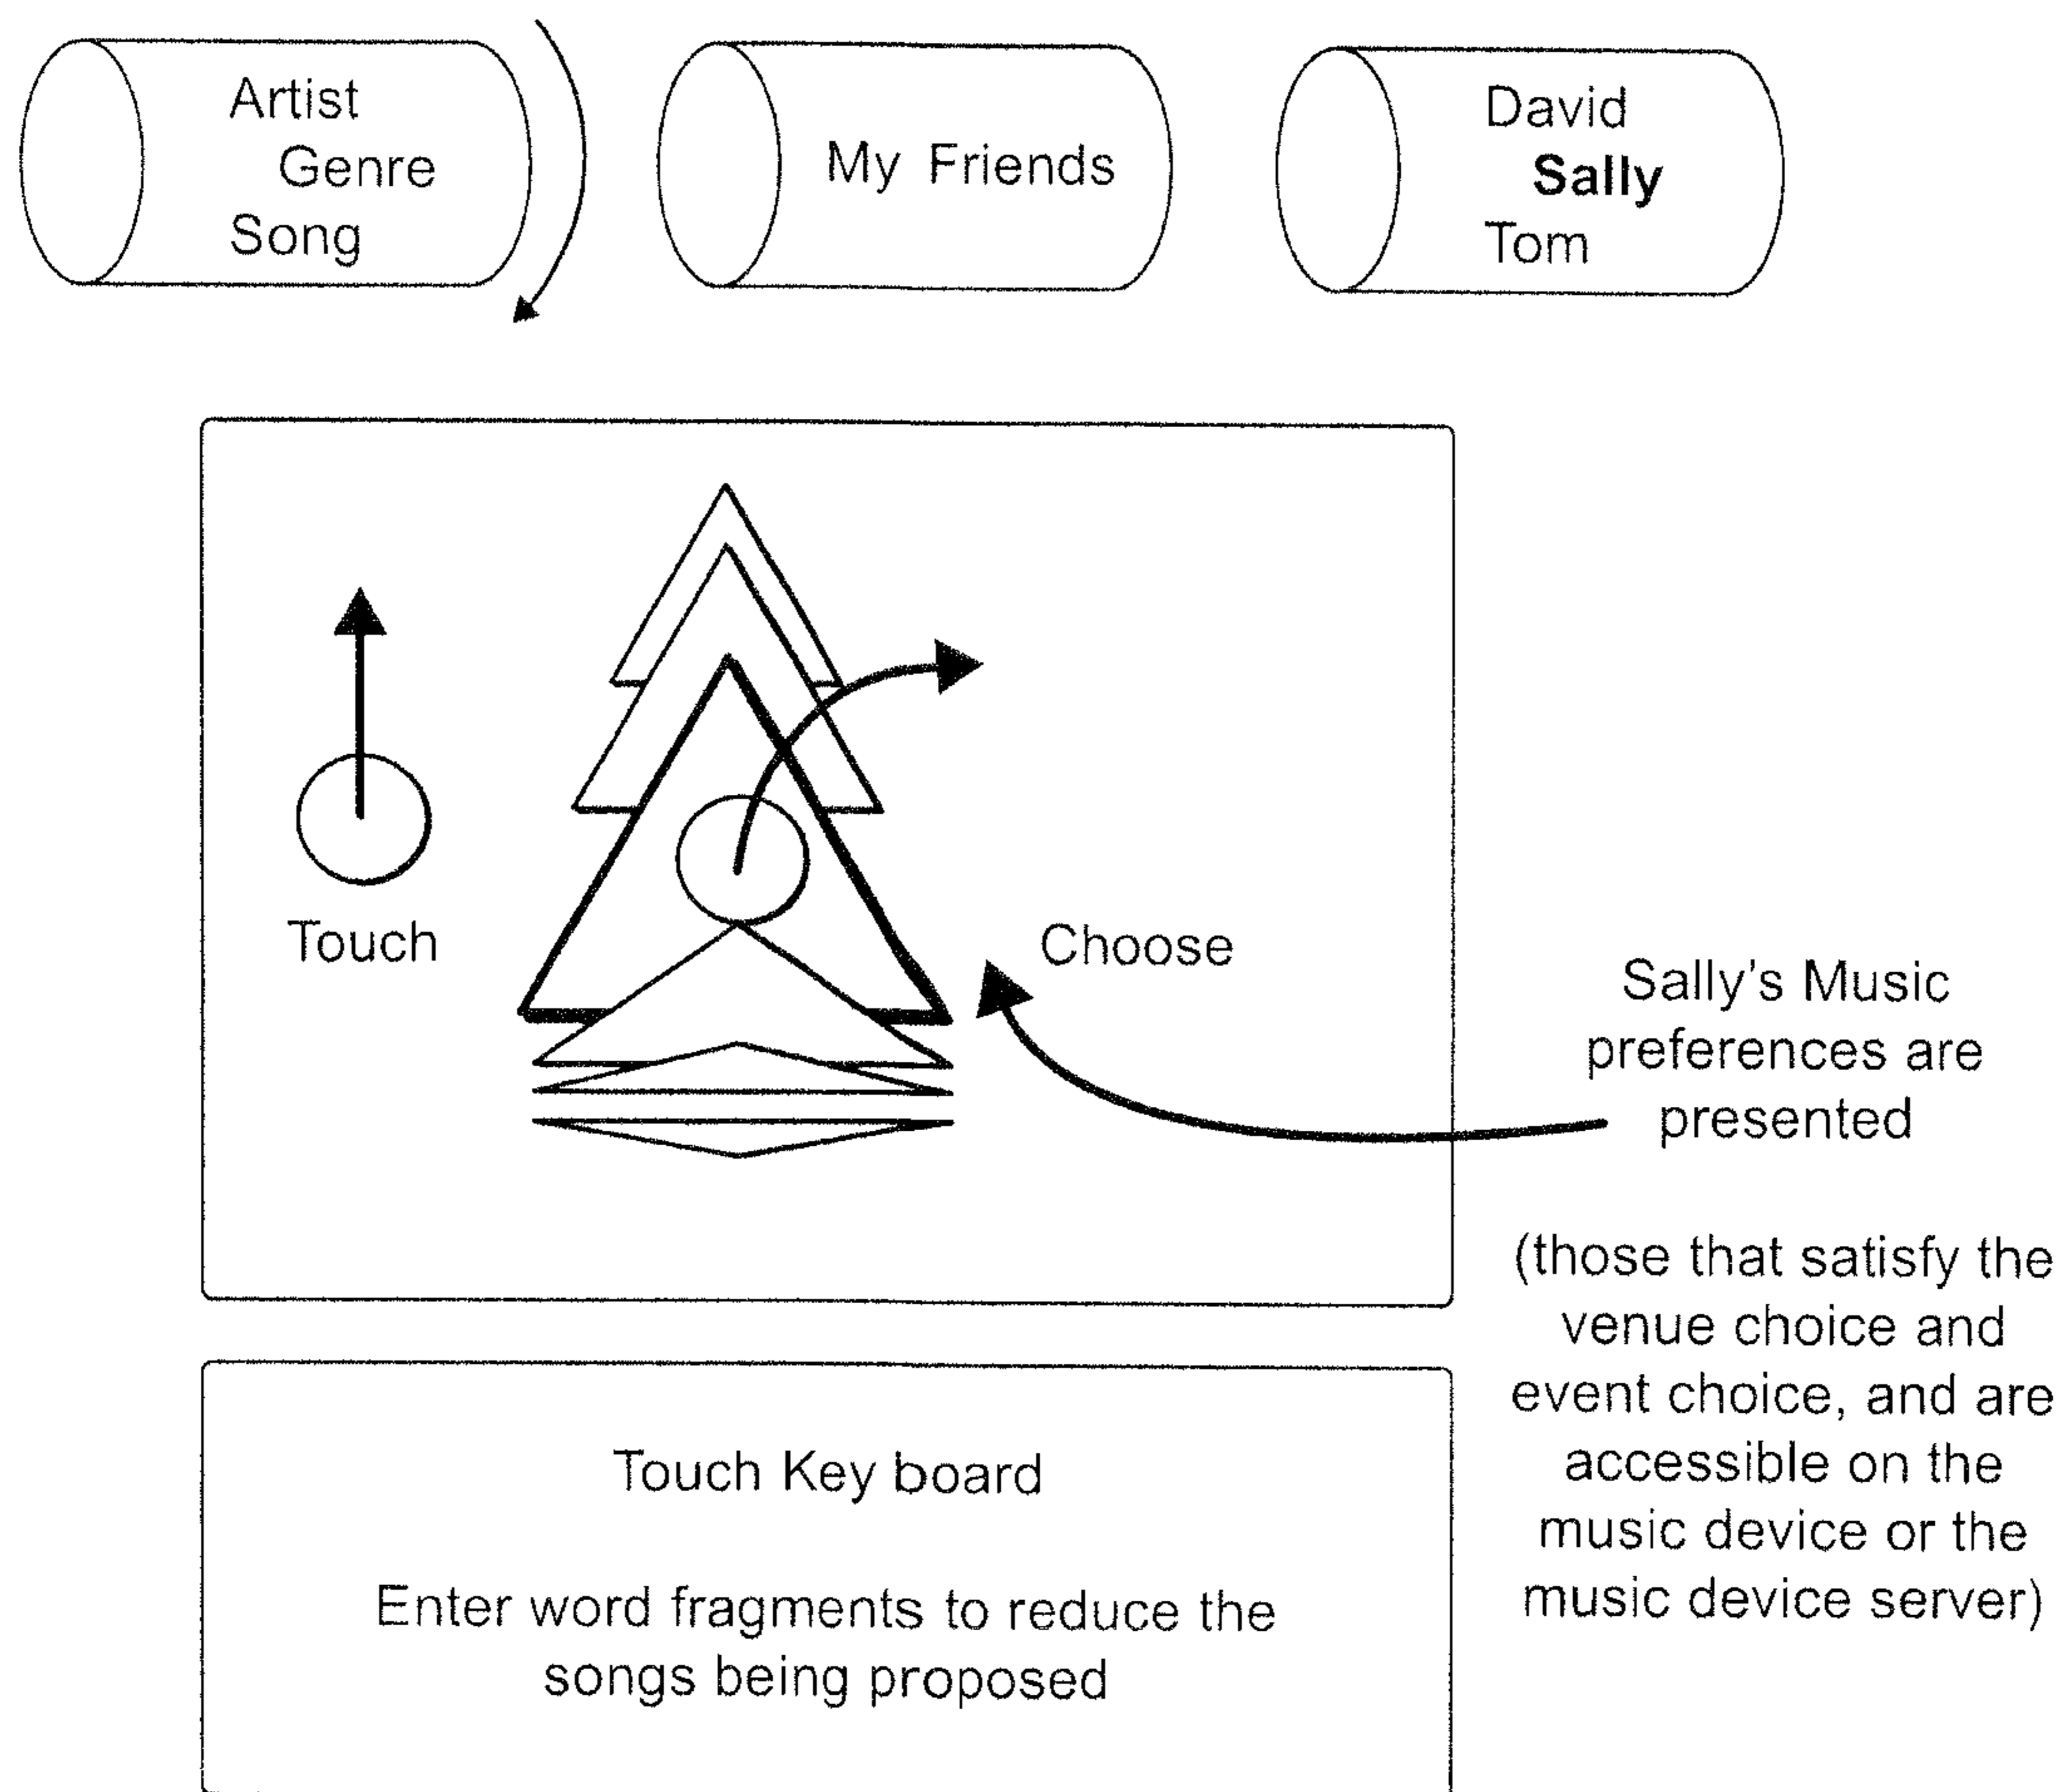 Artist
Genre
Song
My Friends
David
Sally
Tom
Touch
Choose
Sally's Music
preferences are
presented
(those that satisfy the
venue choice and
event choice, and are
accessible on the
music device or the
music device server)
Touch Key board
Enter word fragments to reduce the
songs being proposed